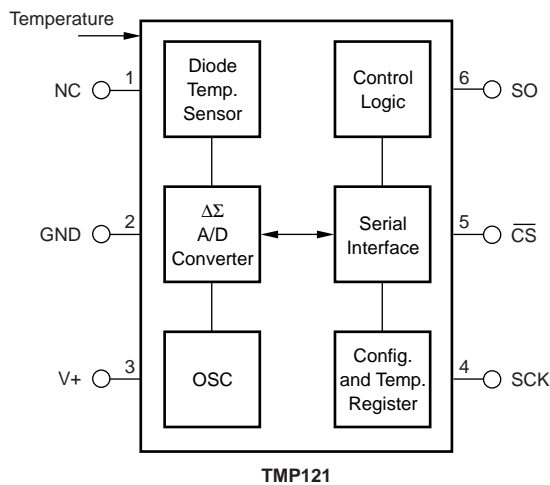 Temperature
NC
1
Diode
Temp.
Sensor
Control
Logic
6
SO
GND
2
ΔΣ
A/D
Converter
Serial
Interface
5
C̅S̅
V+
3
OSC
Config.
and Temp.
Register
4
SCK
TMP121